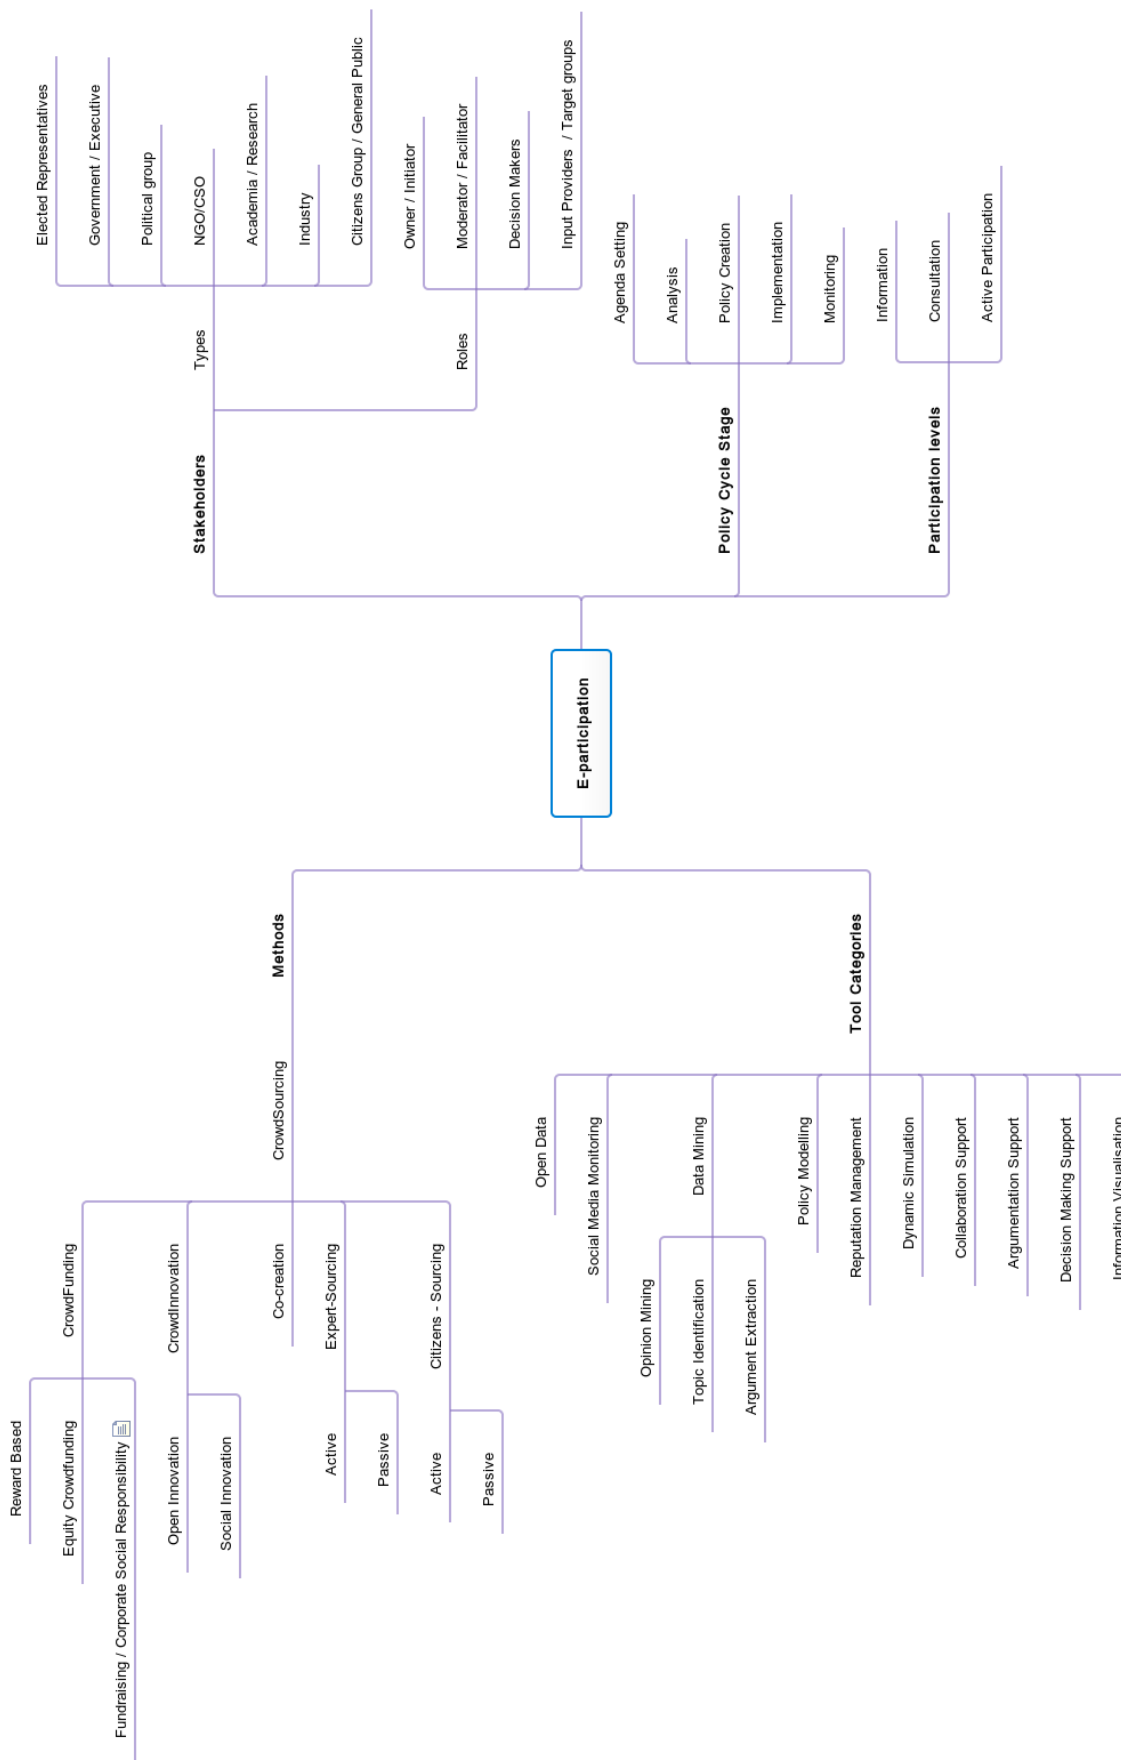 E-participation
Stakeholders
Types
Elected Representatives
Government / Executive
Political group
NGO/CSO
Academia / Research
Industry
Citizens Group / General Public
Roles
Owner / Initiator
Moderator / Facilitator
Decision Makers
Input Providers / Target groups
Policy Cycle Stage
Agenda Setting
Analysis
Policy Creation
Implementation
Monitoring
Participation levels
Information
Consultation
Active Participation
Methods
CrowdSourcing
CrowdFunding
Reward Based
Equity Crowdfunding
Fundraising / Corporate Social Responsibility
CrowdInnovation
Open Innovation
Social Innovation
Co-creation
Expert-Sourcing
Active
Passive
Citizens - Sourcing
Active
Passive
Tool Categories
Open Data
Social Media Monitoring
Data Mining
Opinion Mining
Topic Identification
Argument Extraction
Policy Modelling
Reputation Management
Dynamic Simulation
Collaboration Support
Argumentation Support
Decision Making Support
Information Visualisation